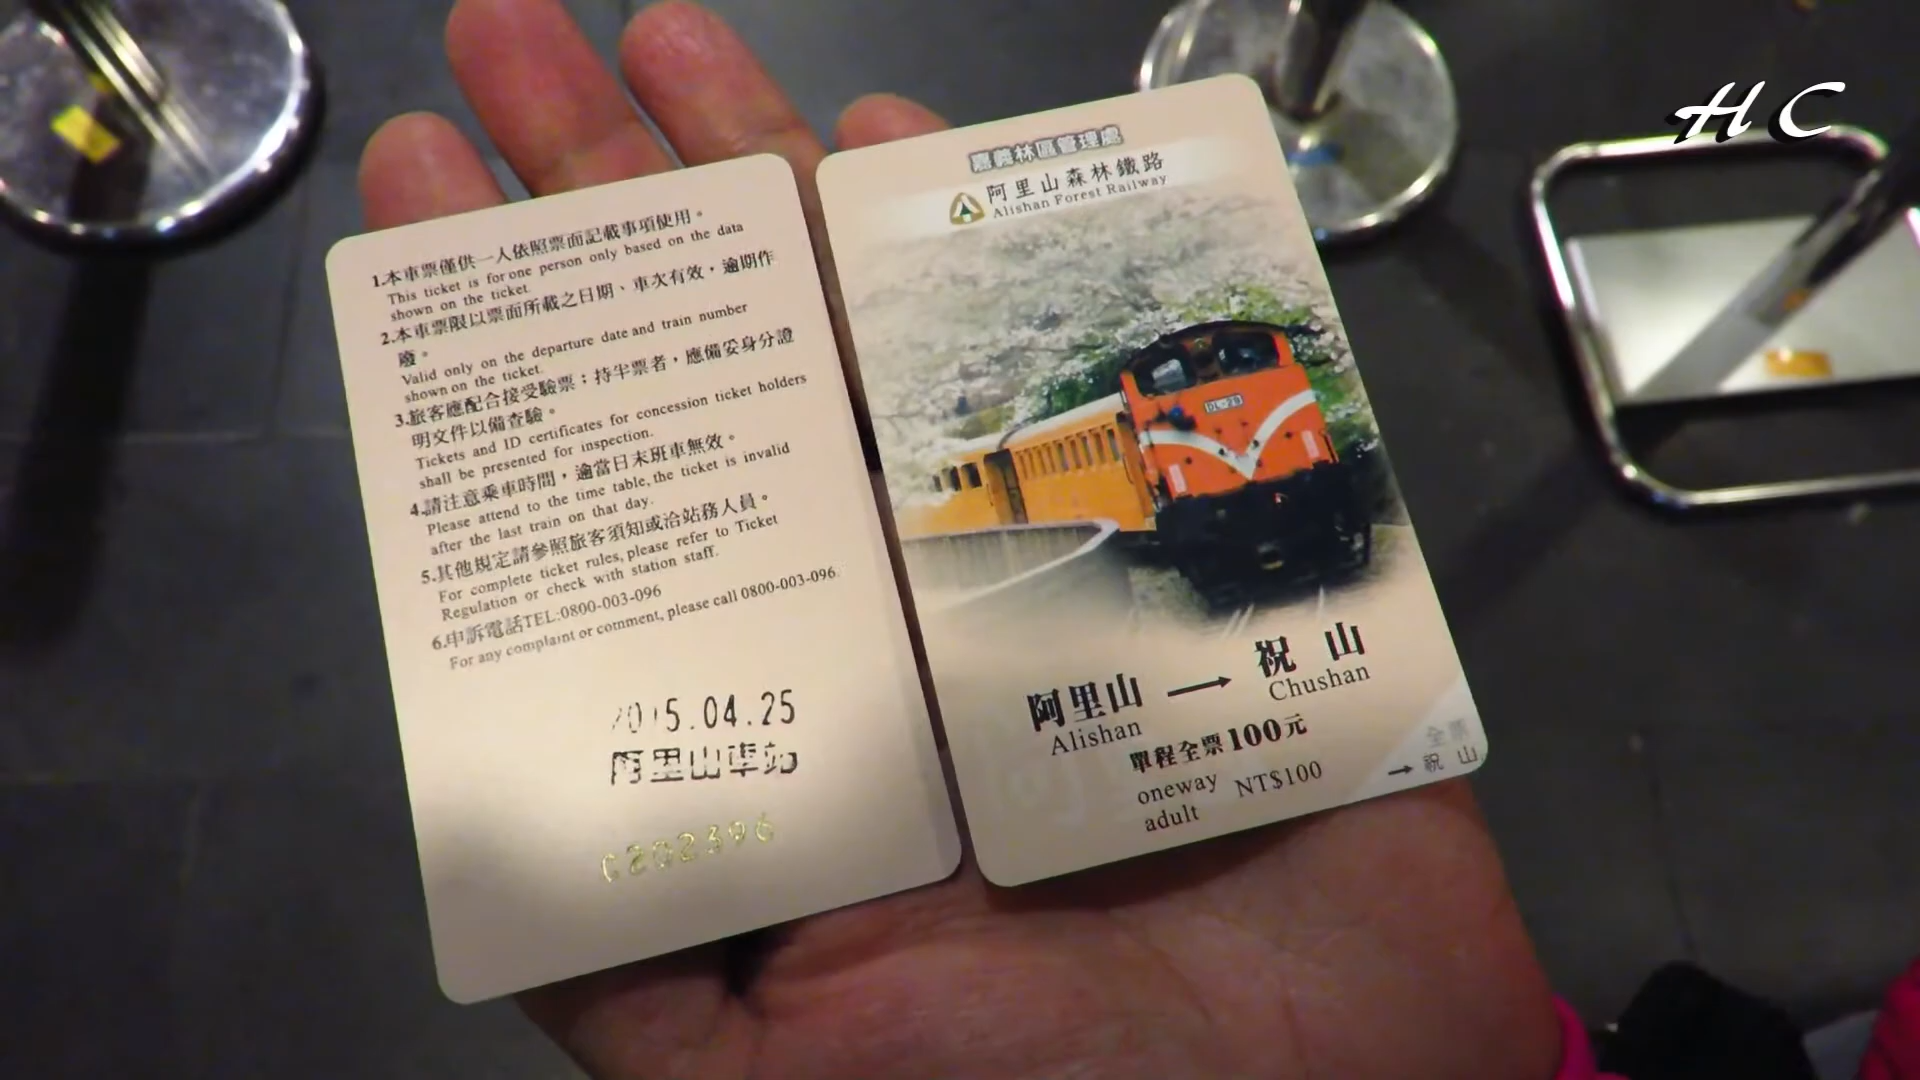 1.本車票僅供一人依照票面記載事項使用。
This ticket is for one person only based on the data
shown on the ticket.
2.本車票限以票面所載之日期、車次有效，逾期作
廢。
Valid only on the departure date and train number
shown on the ticket.
3.旅客應配合接受驗票；持半票者，應備妥身分證
明文件以備查驗。
Tickets and ID certificates for concession ticket holders
shall be presented for inspection.
4.請注意乘車時間，逾當日末班車無效。
Please attend to the time table, the ticket is invalid
after the last train on that day.
5.其他規定請參照旅客須知或洽站務人員。
For complete ticket rules, please refer to Ticket
Regulation or check with station staff.
6.申訴電話TEL:0800-003-096
For any complaint or comment, please call 0800-003-096.
2015.04.25
阿里山車站
C202396
嘉義林區管理處
阿里山森林鐵路
Alishan Forest Railway
DL-29
阿里山 → 祝山
Alishan Chushan
單程全票100元
oneway NT$100
adult
全票
→ 祝山
HC